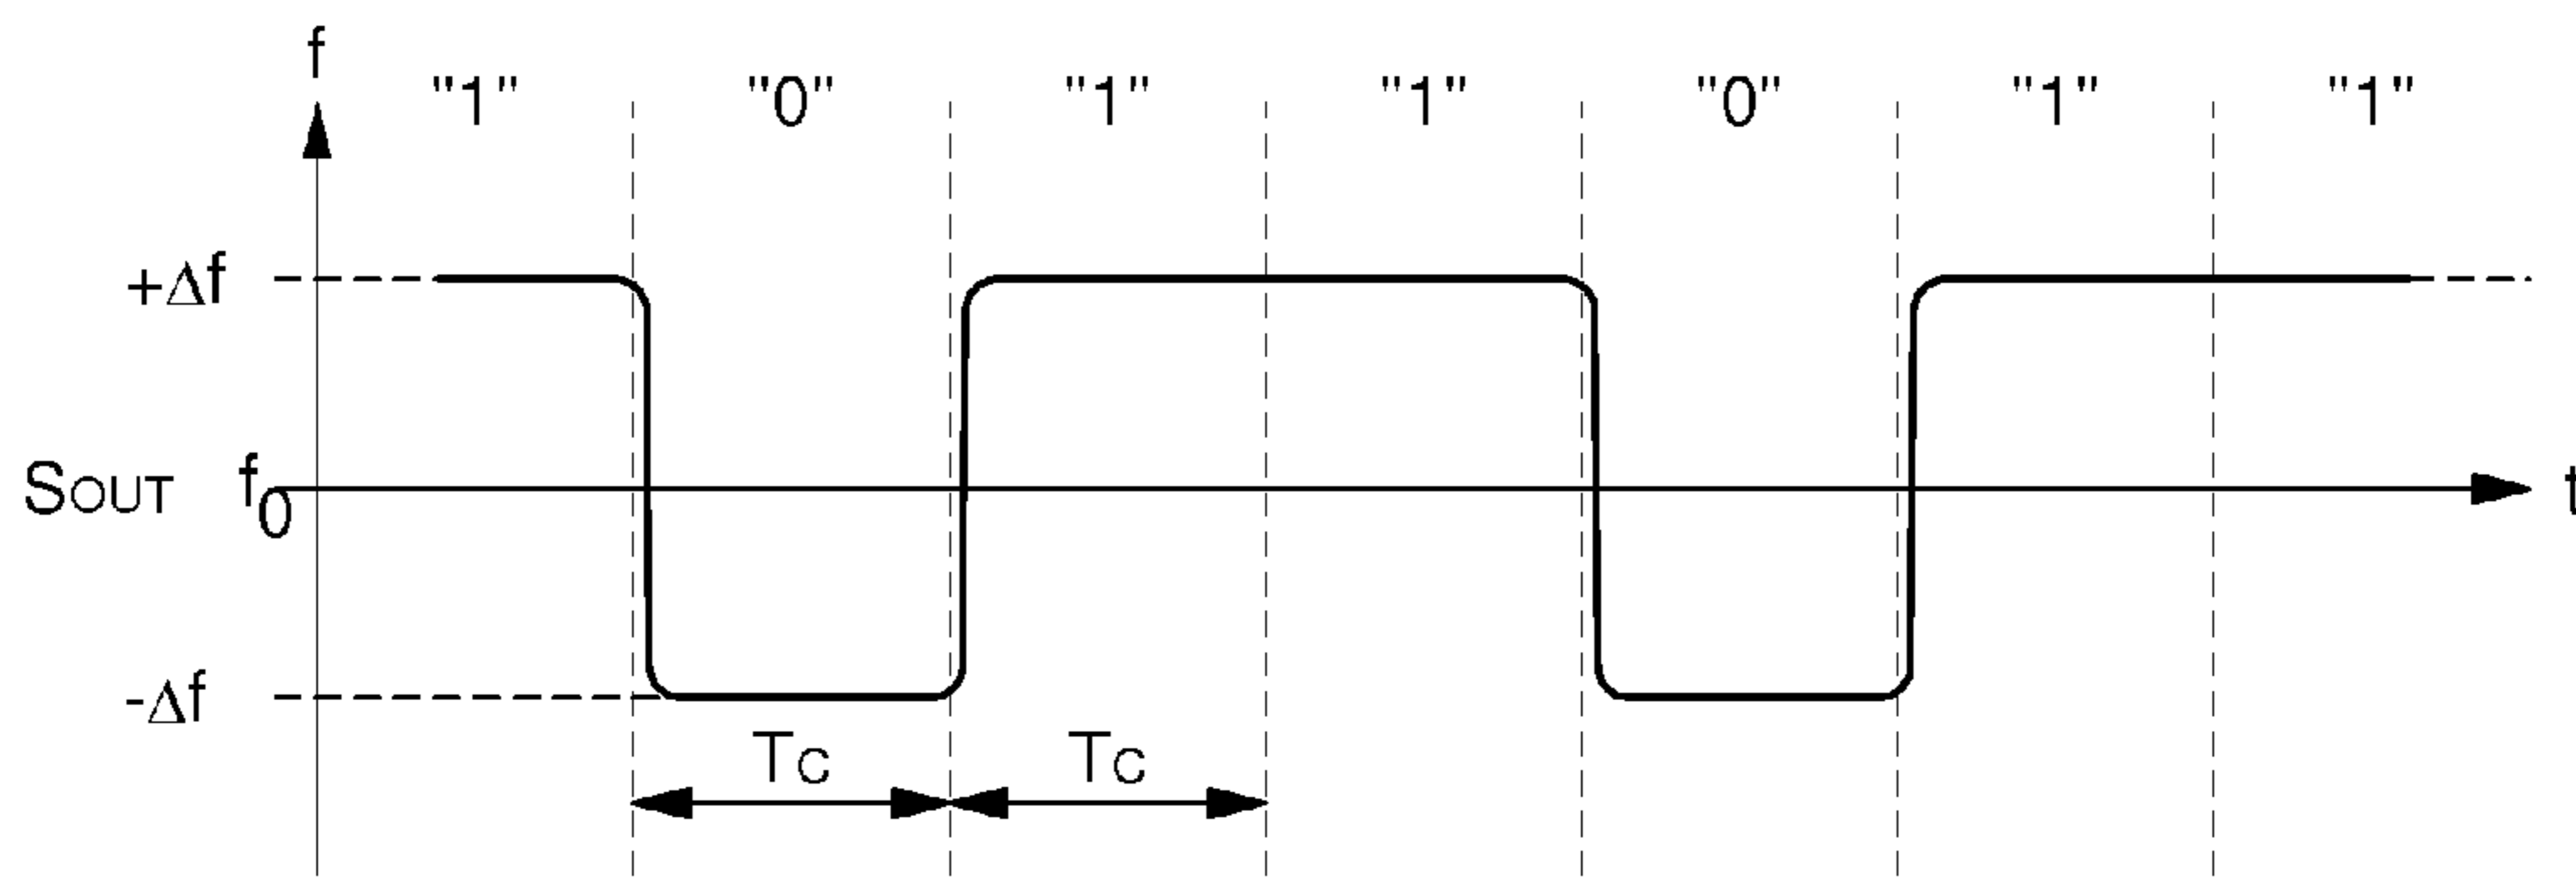 f
"1" "0" "1" "1" "0" "1" "1"
+Δf
SOUT f0 t
-Δf
TC TC